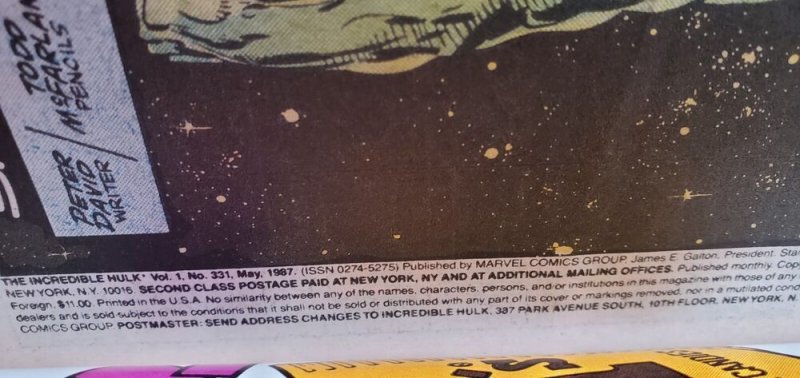 TODD
McFARLAN
PENCILS
PETER
DAVID
WRITER
THE INCREDIBLE HULK® Vol. 1, No. 331, May, 1987. (ISSN 0274-5275) Published by MARVEL COMICS GROUP. James E. Galton, President. Stan
NEW YORK, N.Y. 10016. SECOND CLASS POSTAGE PAID AT NEW YORK, NY AND AT ADDITIONAL MAILING OFFICES. Published monthly. Copy
Foreign, $11.00. Printed in the U.S.A. No similarity between any of the names, characters, persons, and/or institutions in this magazine with those of any
dealers and is sold subject to the conditions that it shall not be sold or distributed with any part of its cover or markings removed, nor in a mutilated cond
COMICS GROUP. POSTMASTER: SEND ADDRESS CHANGES TO INCREDIBLE HULK, 387 PARK AVENUE SOUTH, 10TH FLOOR, NEW YORK, N.